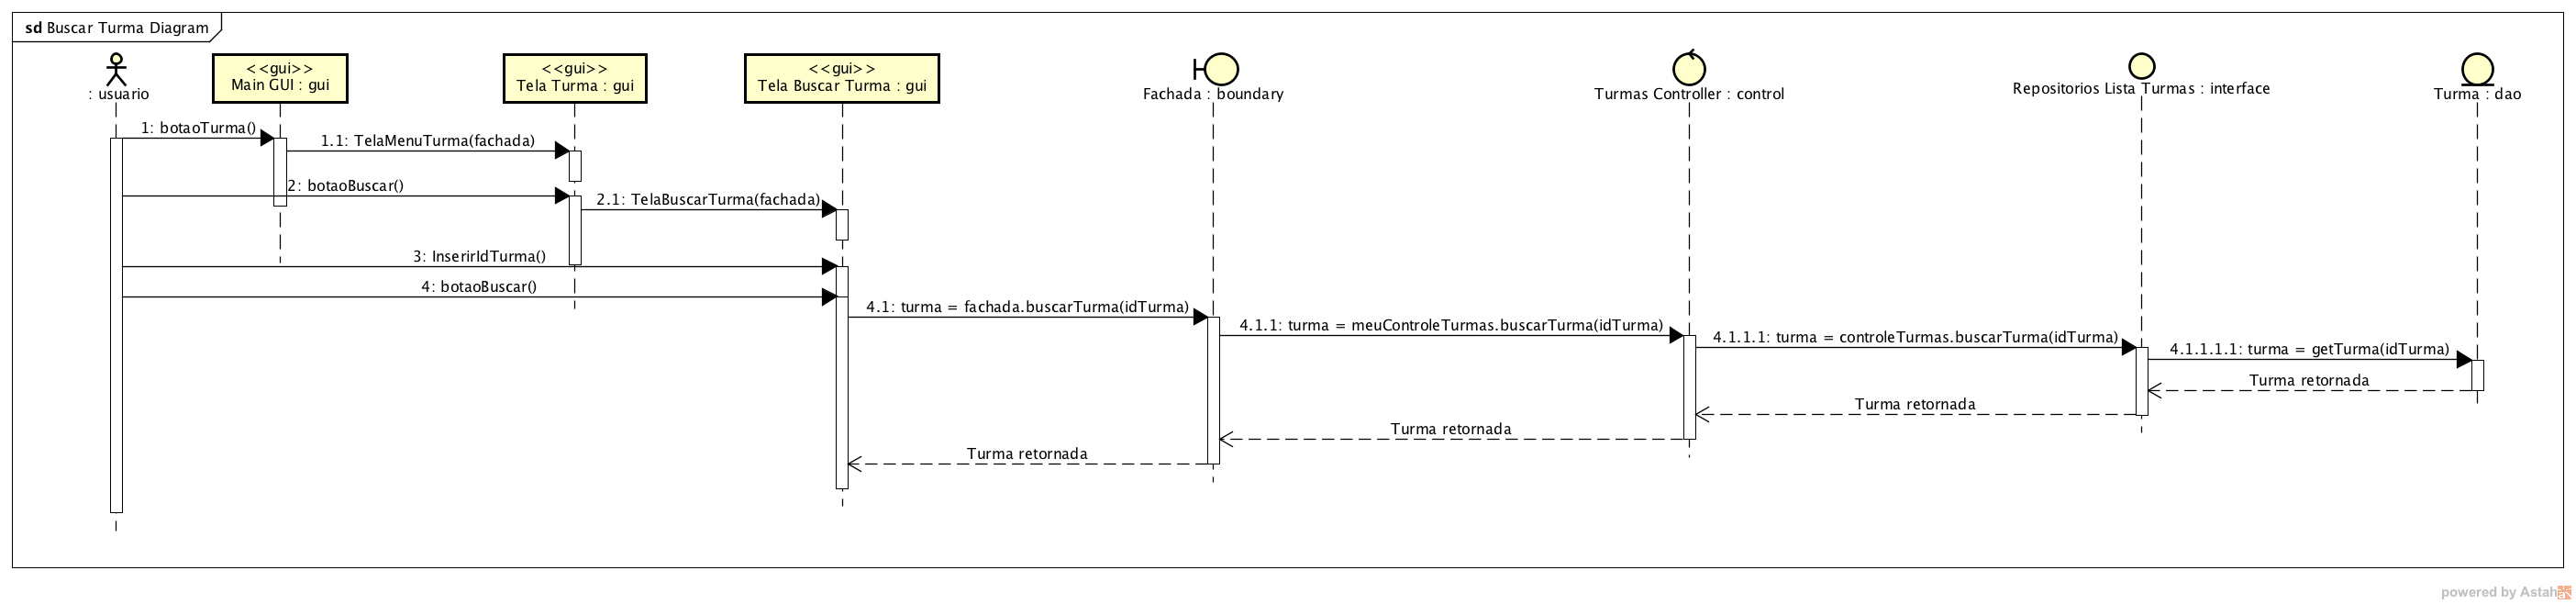 sd Buscar Turma Diagram
: usuario
<<gui>>
Main GUI : gui
<<gui>>
Tela Turma : gui
<<gui>>
Tela Buscar Turma : gui
Fachada : boundary
Turmas Controller : control
Repositorios Lista Turmas : interface
Turma : dao
1: botaoTurma()
1.1: TelaMenuTurma(fachada)
2: botaoBuscar()
2.1: TelaBuscarTurma(fachada)
3: InserirIdTurma()
4: botaoBuscar()
4.1: turma = fachada.buscarTurma(idTurma)
4.1.1: turma = meuControleTurmas.buscarTurma(idTurma)
4.1.1.1: turma = controleTurmas.buscarTurma(idTurma)
4.1.1.1.1: turma = getTurma(idTurma)
Turma retornada
Turma retornada
Turma retornada
Turma retornada
powered by Astah